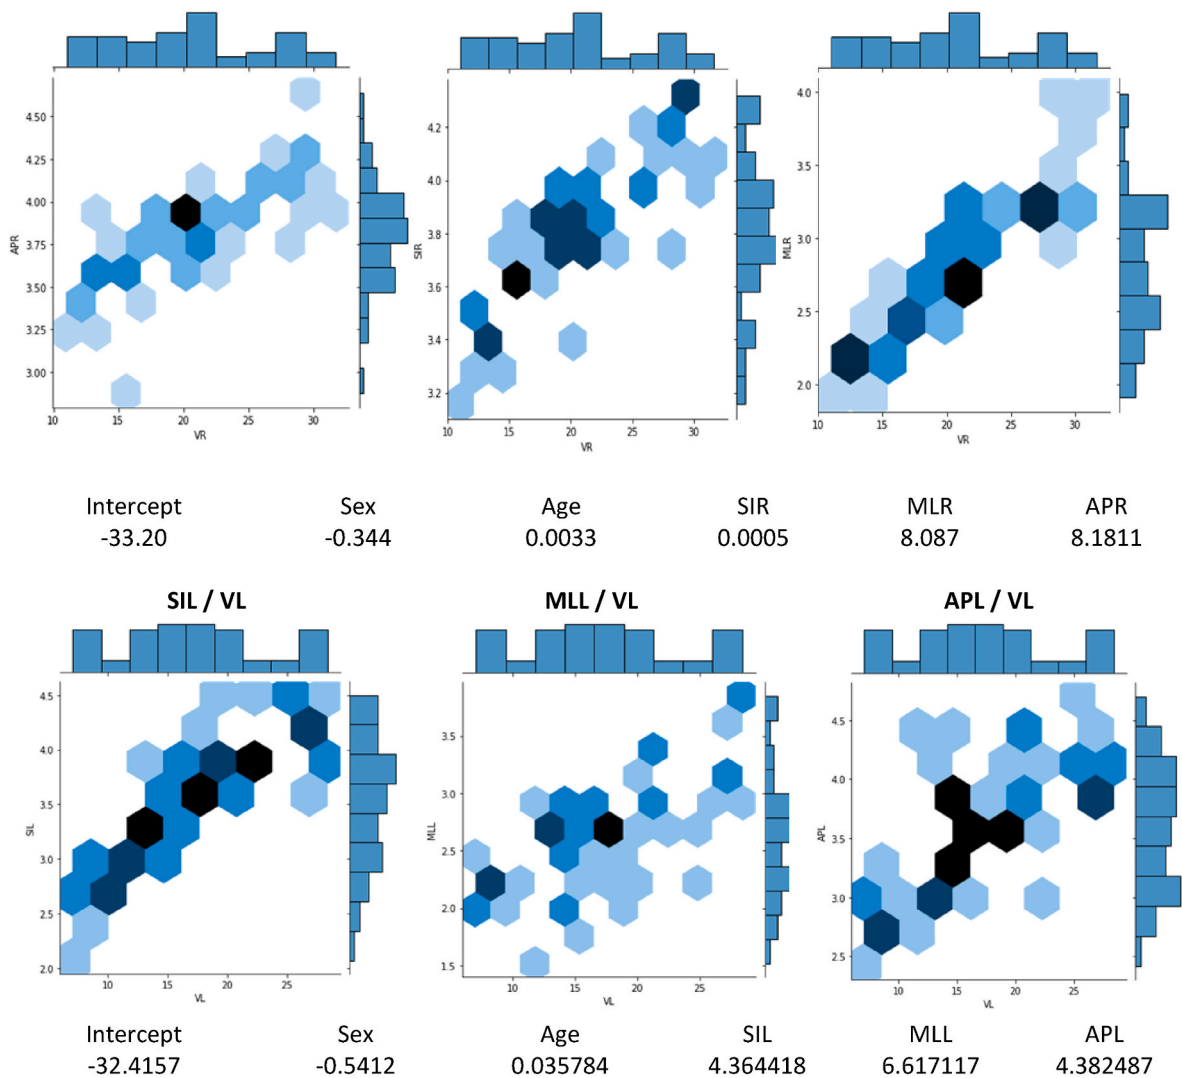 4.50
4.25
4.00
3.75
3.50
3.25
3.00
APR
10 15 20 25 30
VR
4.2
4.0
3.8
3.6
3.4
3.2
SIR
10 15 20 25 30
VR
4.0
3.5
3.0
2.5
2.0
MLR
10 15 20 25 30
VR
Intercept Sex Age SIR MLR APR
-33.20 -0.344 0.0033 0.0005 8.087 8.1811
SIL / VL MLL / VL APL / VL
4.5
4.0
3.5
3.0
2.5
2.0
SIL
10 15 20 25
VL
3.5
3.0
2.5
2.0
1.5
MLL
10 15 20 25
VL
4.5
4.0
3.5
3.0
2.5
APL
10 15 20 25
VL
Intercept Sex Age SIL MLL APL
-32.4157 -0.5412 0.035784 4.364418 6.617117 4.382487